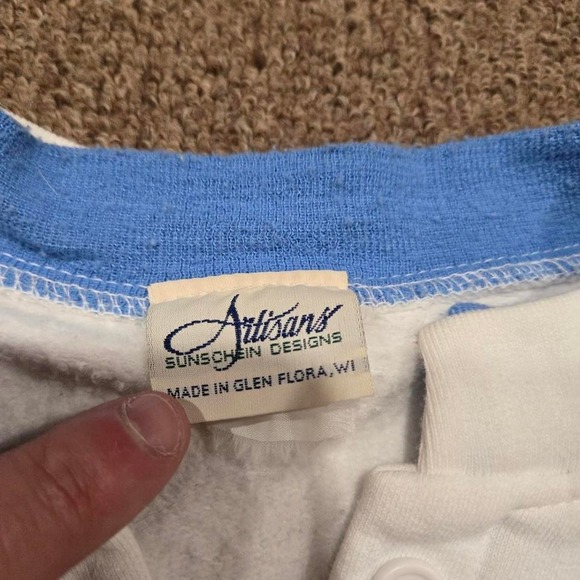 Artisans
SUNSCHEIN DESIGNS
MADE IN GLEN FLORA, WI